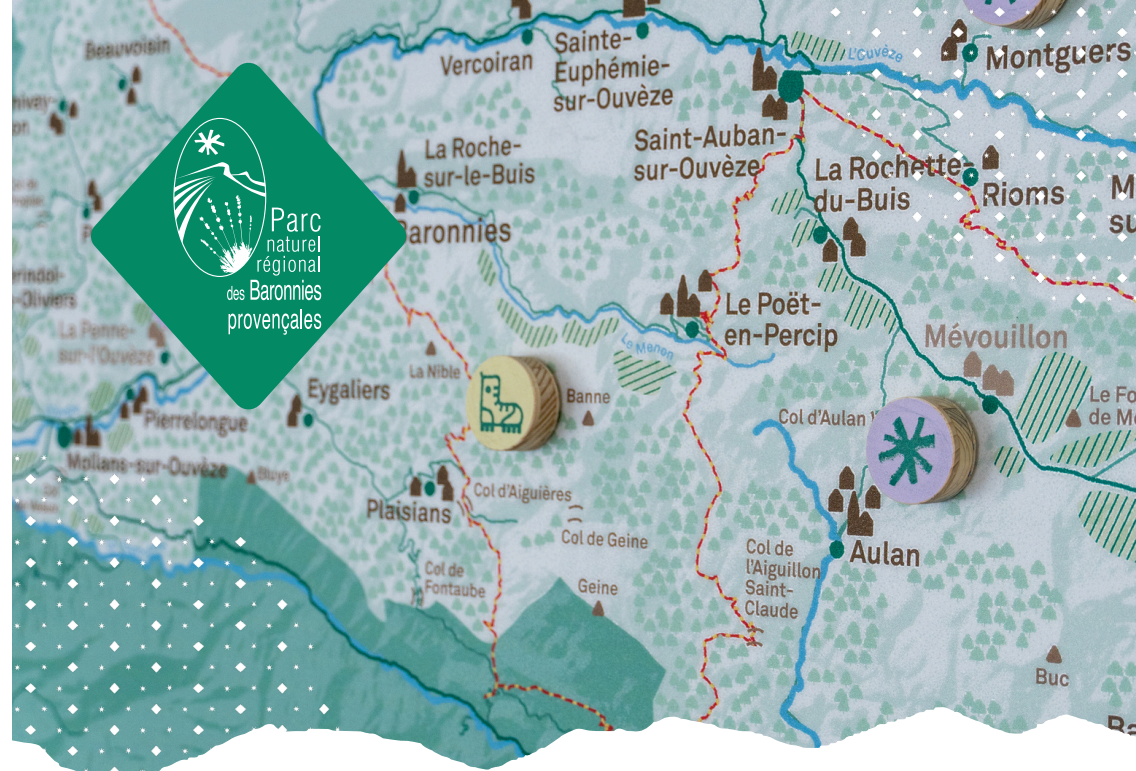 Beauvoisin
Vercoiran
Sainte-
Euphémie-
sur-Ouvèze
L'Ouvèze
Montguers
La Roche-
sur-le-Buis
Saint-Auban-
sur-Ouvèze
La Rochette-
du-Buis
Rioms
Baronnies
Parc
naturel
régional
des Baronnies
provençales
La Penne-
sur-l'Ouvèze
Le Poët-
en-Percip
Le Menon
Mévouillon
La Nible
Eygaliers
Banne
Col d'Aulan
Pierrelongue
Mollans-sur-Ouvèze
Bluye
Plaisians
Col d'Aiguières
Col de Geine
Col de
l'Aiguillon
Saint-
Claude
Aulan
Col de
Fontaube
Geine
Buc